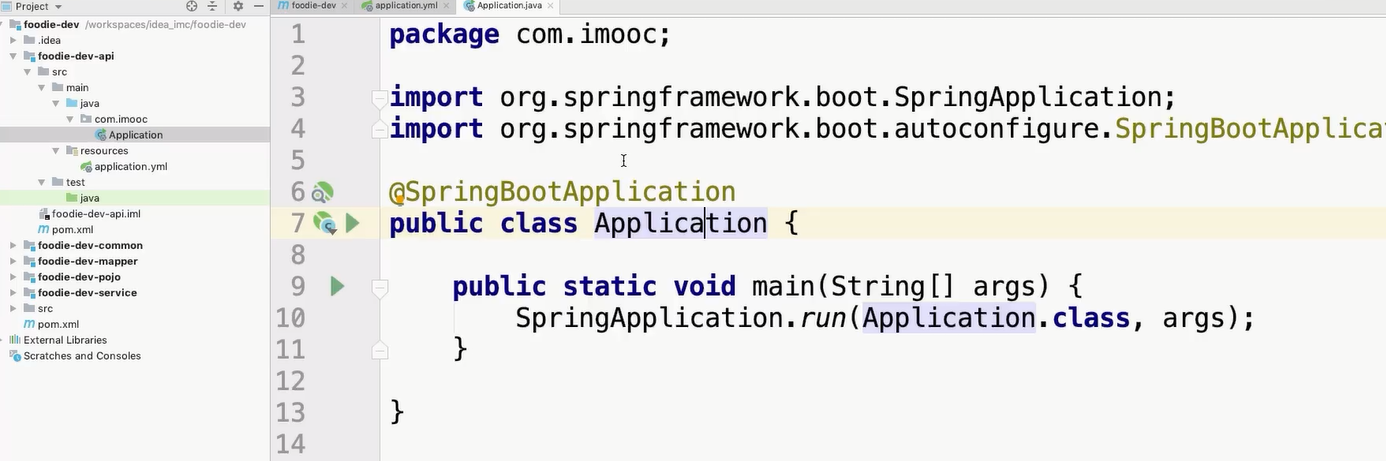 Project
foodie-dev
application.yml
Application.java
foodie-dev /workspaces/idea_imc/foodie-dev
.idea
foodie-dev-api
src
main
java
com.imooc
Application
resources
application.yml
test
java
foodie-dev-api.iml
pom.xml
foodie-dev-common
foodie-dev-mapper
foodie-dev-pojo
foodie-dev-service
src
pom.xml
External Libraries
Scratches and Consoles
1 package com.imooc;
2
3 import org.springframework.boot.SpringApplication;
4 import org.springframework.boot.autoconfigure.SpringBootApplica
5
6 @SpringBootApplication
7 public class Application {
8
9 public static void main(String[] args) {
10 SpringApplication.run(Application.class, args);
11 }
12
13 }
14